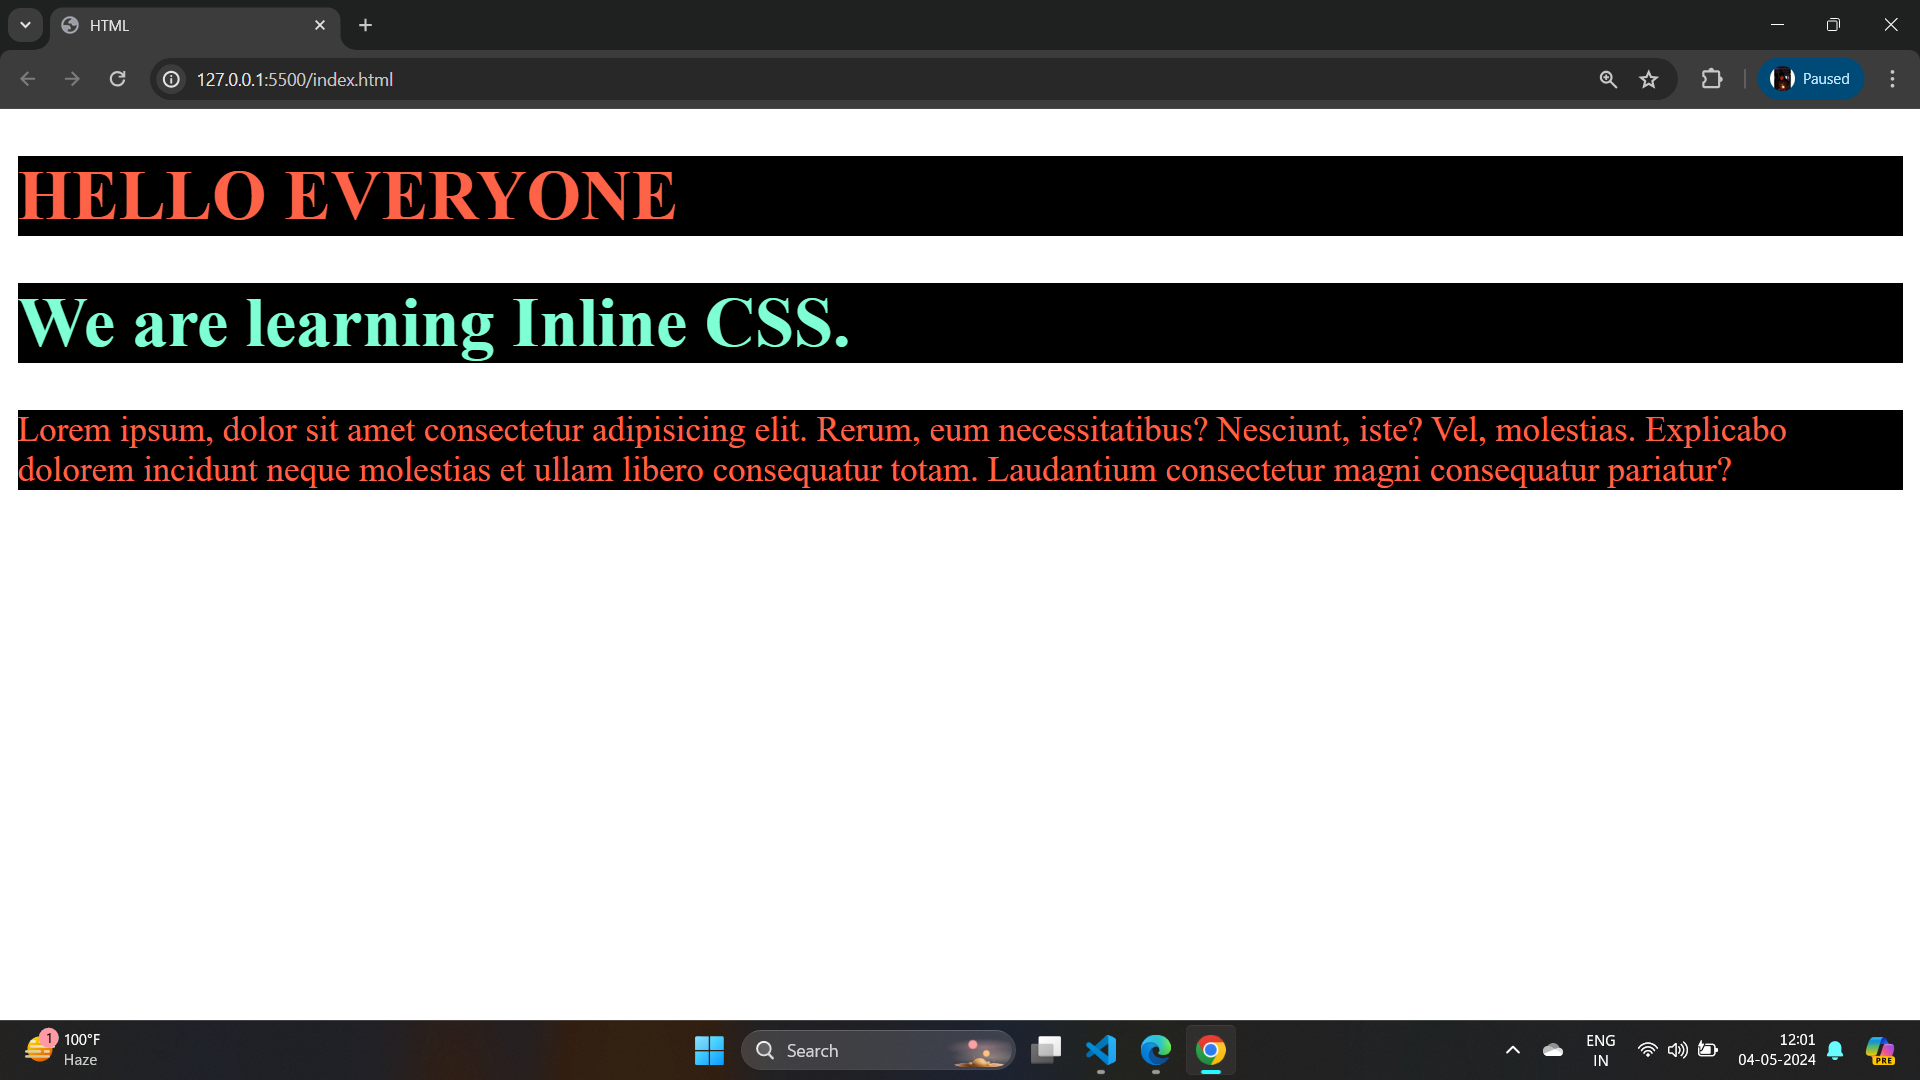 HTML
127.0.0.1:5500/index.html
Paused
HELLO EVERYONE
We are learning Inline CSS.
Lorem ipsum, dolor sit amet consectetur adipisicing elit. Rerum, eum necessitatibus? Nesciunt, iste? Vel, molestias. Explicabo
dolorem incidunt neque molestias et ullam libero consequatur totam. Laudantium consectetur magni consequatur pariatur?
1
100°F
Haze
Search
ENG
IN
12:01
04-05-2024
PRE